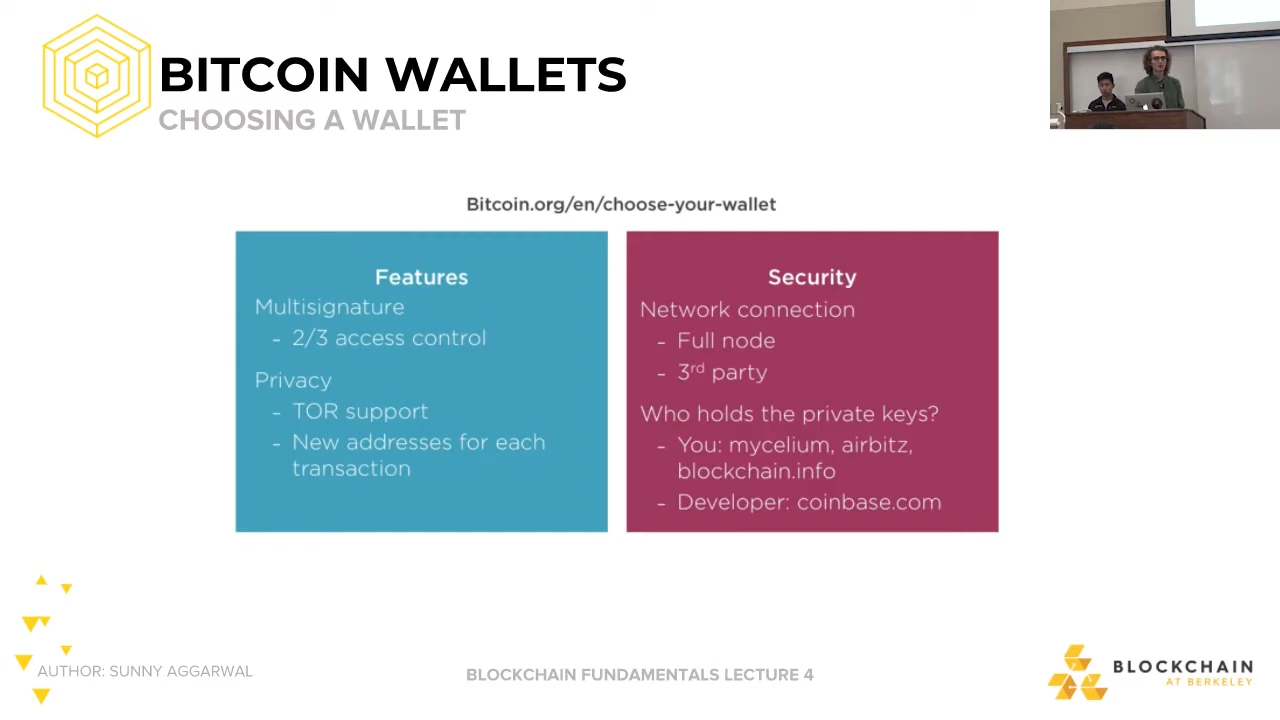 BITCOIN WALLETS
CHOOSING A WALLET
Bitcoin.org/en/choose-your-wallet
Features
Multisignature
- 2/3 access control
Privacy
- TOR support
- New addresses for each
transaction
Security
Network connection
- Full node
- 3rd party
Who holds the private keys?
- You: mycelium, airbitz,
blockchain.info
- Developer: coinbase.com
AUTHOR: SUNNY AGGARWAL
BLOCKCHAIN FUNDAMENTALS LECTURE 4
BLOCKCHAIN
AT BERKELEY